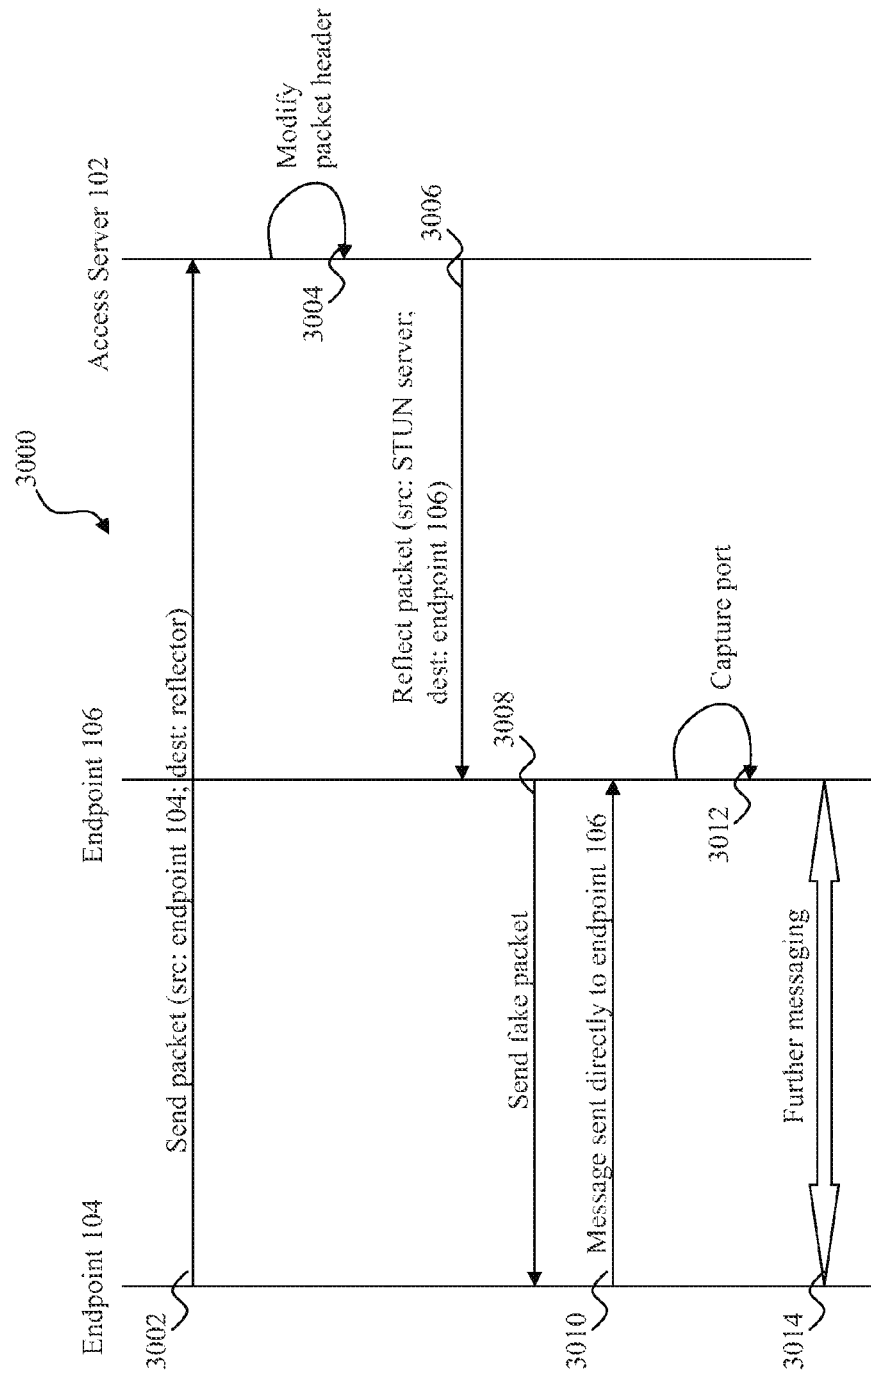 3000
Endpoint 104
Endpoint 106
Access Server 102
3002
Send packet (src: endpoint 104; dest: reflector)
Modify
packet header
3004
3006
Reflect packet (src: STUN server;
dest: endpoint 106)
3008
Send fake packet
3010
Message sent directly to endpoint 106
Capture port
3012
3014
Further messaging